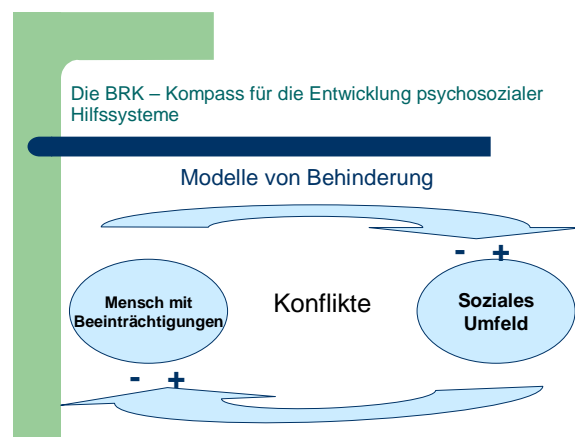 Die BRK – Kompass für die Entwicklung psychosozialer
Hilfssysteme
Modelle von Behinderung
- +
Mensch mit
Beeinträchtigungen
Konflikte
Soziales
Umfeld
- +